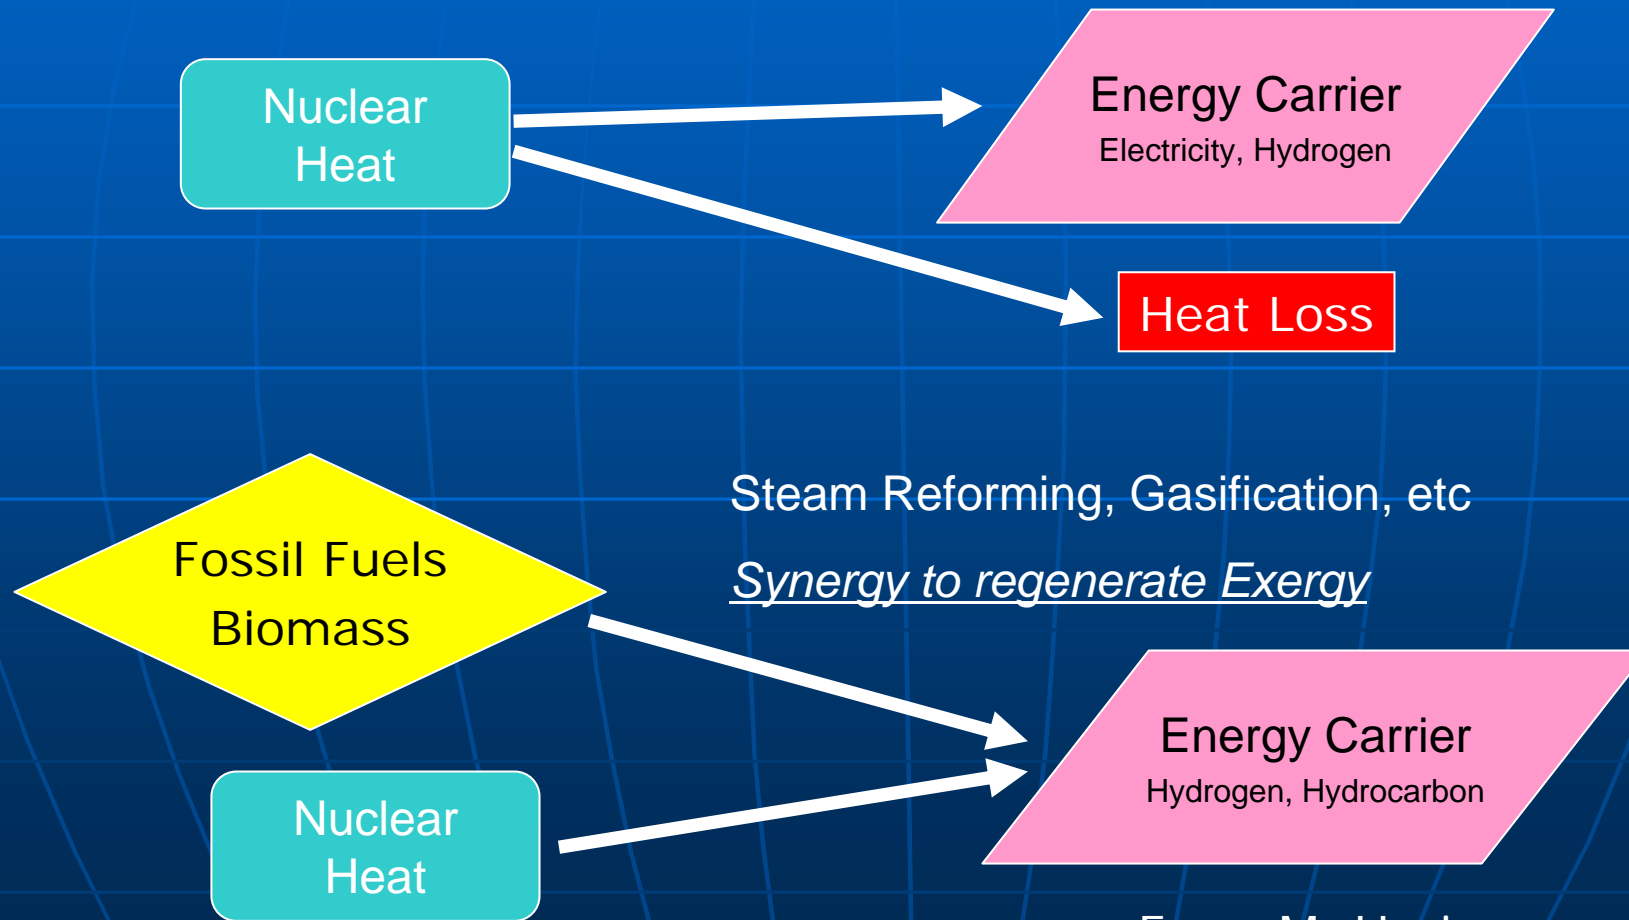 Nuclear
Heat
Energy Carrier
Electricity, Hydrogen
Heat Loss
Steam Reforming, Gasification, etc
Synergy to regenerate Exergy
Fossil Fuels
Biomass
Energy Carrier
Hydrogen, Hydrocarbon
Nuclear
Heat